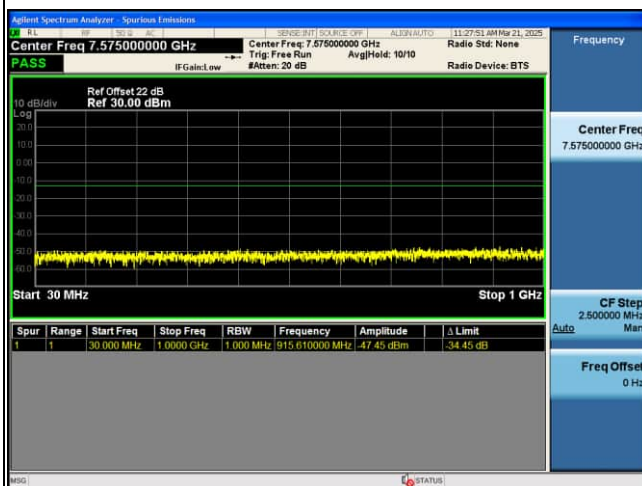 Agilent Spectrum Analyzer - Spurious Emissions
RL RF 50 Ω AC SENSE:INT SOURCE OFF ALIGN AUTO 11:27:51 AM Mar 21, 2025
Center Freq 7.575000000 GHz Center Freq: 7.575000000 GHz Radio Std: None Frequency
Trig: Free Run Avg|Hold: 10/10
PASS IFGain:Low #Atten: 20 dB Radio Device: BTS
Ref Offset 22 dB
10 dB/div Ref 30.00 dBm
Log
20.0
10.0
0.00
-10.0
-20.0
-30.0
-40.0
-50.0
-60.0
Start 30 MHz Stop 1 GHz
Center Freq
7.575000000 GHz
CF Step
2.500000 MHz
Auto Man
Freq Offset
0 Hz
Spur Range Start Freq Stop Freq RBW Frequency Amplitude Δ Limit
1 1 30.000 MHz 1.0000 GHz 1.000 MHz 915.610000 MHz -47.45 dBm -34.45 dB
MSG STATUS